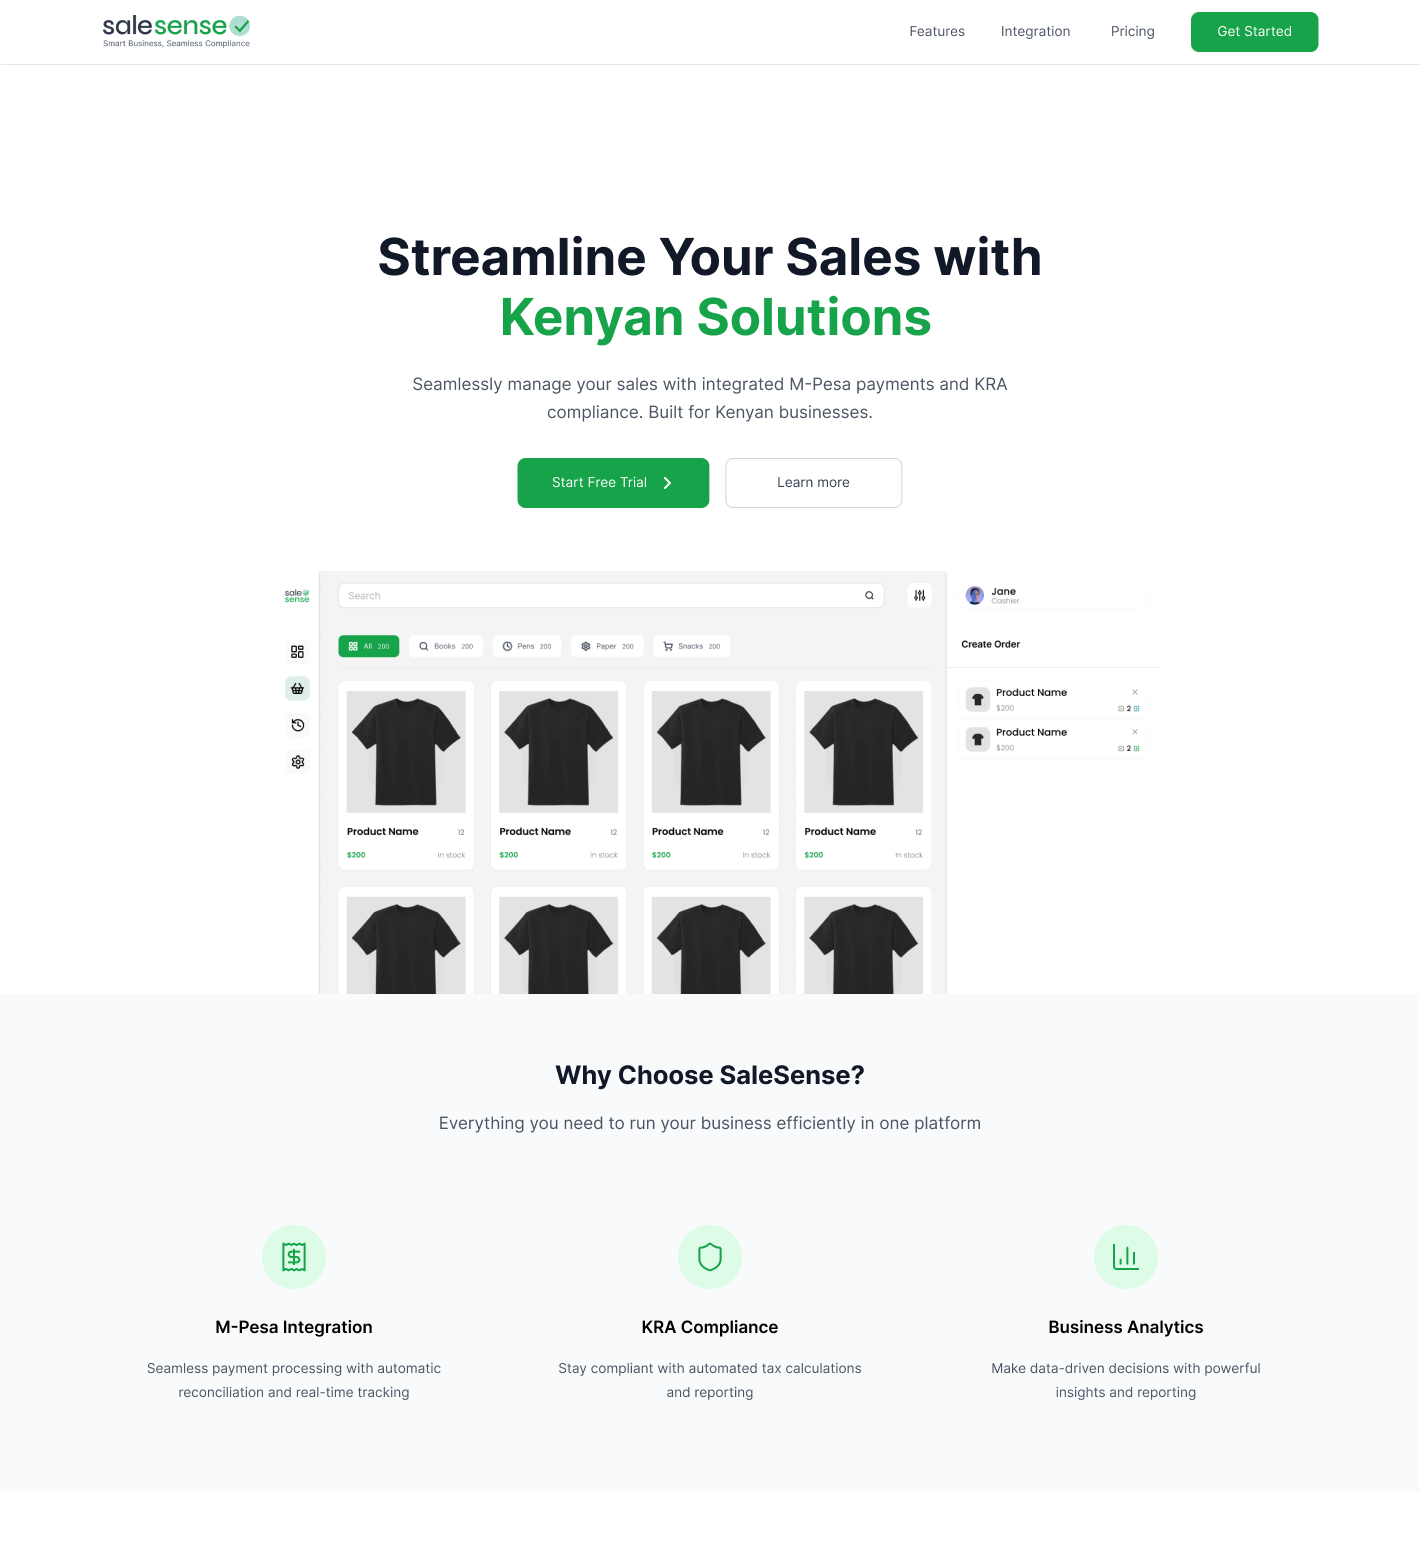 salesense
Smart Business, Seamless Compliance
Features
Integration
Pricing
Get Started
Streamline Your Sales with
Kenyan Solutions
Seamlessly manage your sales with integrated M-Pesa payments and KRA
compliance. Built for Kenyan businesses.
Start Free Trial
Learn more
sale
sense
Search
Jane
Cashier
All 200
Books 200
Pens 200
Paper 200
Snacks 200
Create Order
Product Name
$200
2
Product Name
$200
2
Product Name 12
$200 In stock
Product Name 12
$200 In stock
Product Name 12
$200 In stock
Product Name 12
$200 In stock
Why Choose SaleSense?
Everything you need to run your business efficiently in one platform
M-Pesa Integration
Seamless payment processing with automatic
reconciliation and real-time tracking
KRA Compliance
Stay compliant with automated tax calculations
and reporting
Business Analytics
Make data-driven decisions with powerful
insights and reporting